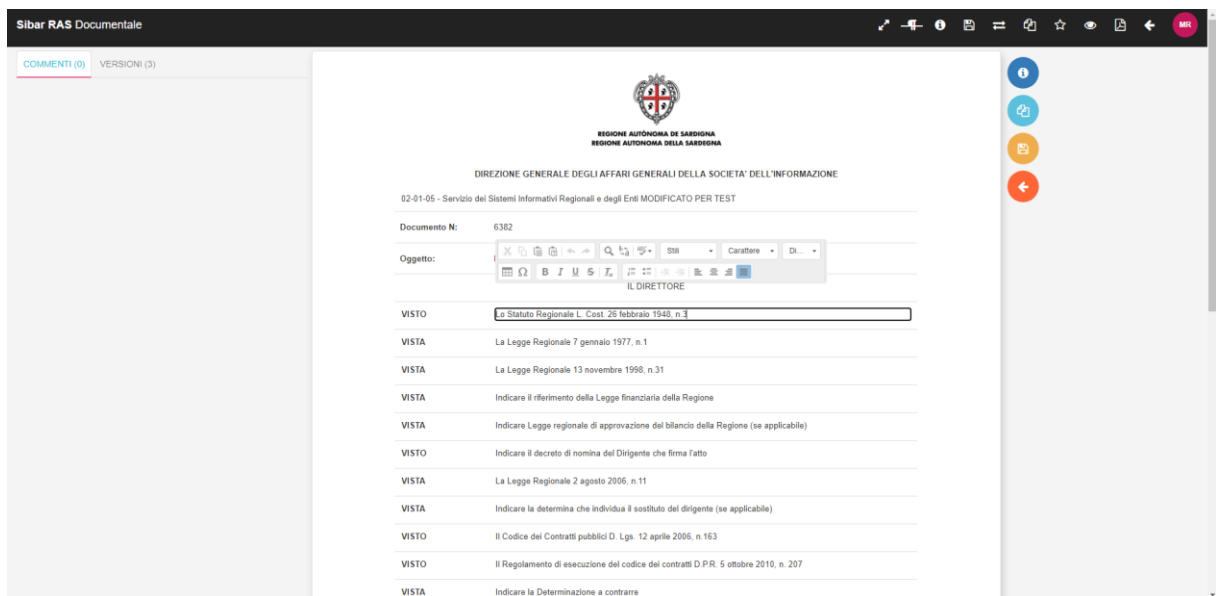 Sibar RAS Documentale
MR
COMMENTI (0) VERSIONI (3)
REGIONE AUTÒNOMA DE SARDIGNA
REGIONE AUTONOMA DELLA SARDEGNA
DIREZIONE GENERALE DEGLI AFFARI GENERALI DELLA SOCIETA' DELL'INFORMAZIONE
02-01-05 - Servizio dei Sistemi Informativi Regionali e degli Enti MODIFICATO PER TEST
Documento N: 6382
Stili Carattere Di...
Oggetto:
Ω B I U S
IL DIRETTORE
VISTO Lo Statuto Regionale L. Cost. 26 febbraio 1948, n.3
VISTA La Legge Regionale 7 gennaio 1977, n.1
VISTA La Legge Regionale 13 novembre 1998, n.31
VISTA Indicare il riferimento della Legge finanziaria della Regione
VISTA Indicare Legge regionale di approvazione del bilancio della Regione (se applicabile)
VISTO Indicare il decreto di nomina del Dirigente che firma l'atto
VISTA La Legge Regionale 2 agosto 2006, n.11
VISTA Indicare la determina che individua il sostituto del dirigente (se applicabile)
VISTO Il Codice dei Contratti pubblici D. Lgs. 12 aprile 2006, n.163
VISTO Il Regolamento di esecuzione del codice dei contratti D.P.R. 5 ottobre 2010, n. 207
VISTA Indicare la Determinazione a contrarre